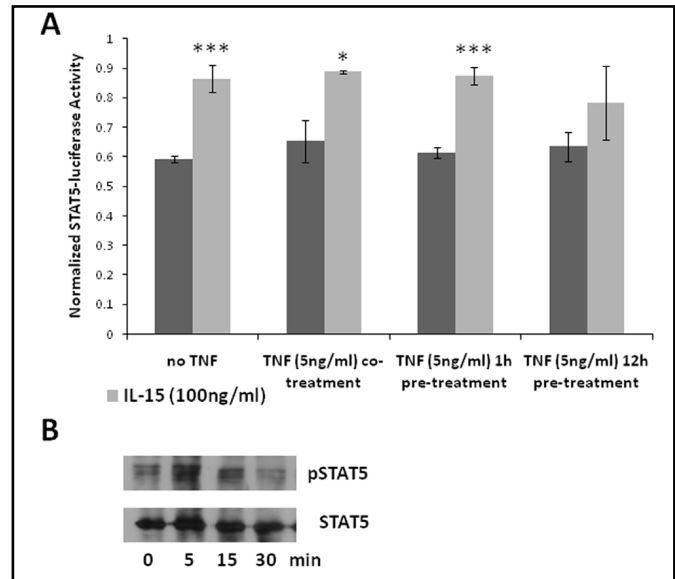 A
Normalized STAT5-luciferase Activity
1
0.9
0.8
0.7
0.6
0.5
0.4
0.3
0.2
0.1
0
***
*
***
no TNF
TNF (5ng/ml) co-
treatment
TNF (5ng/ml) 1h
pre-treatment
TNF (5ng/ml) 12h
pre-treatment
IL-15 (100ng/ml)
B
pSTAT5
STAT5
0 5 15 30 min